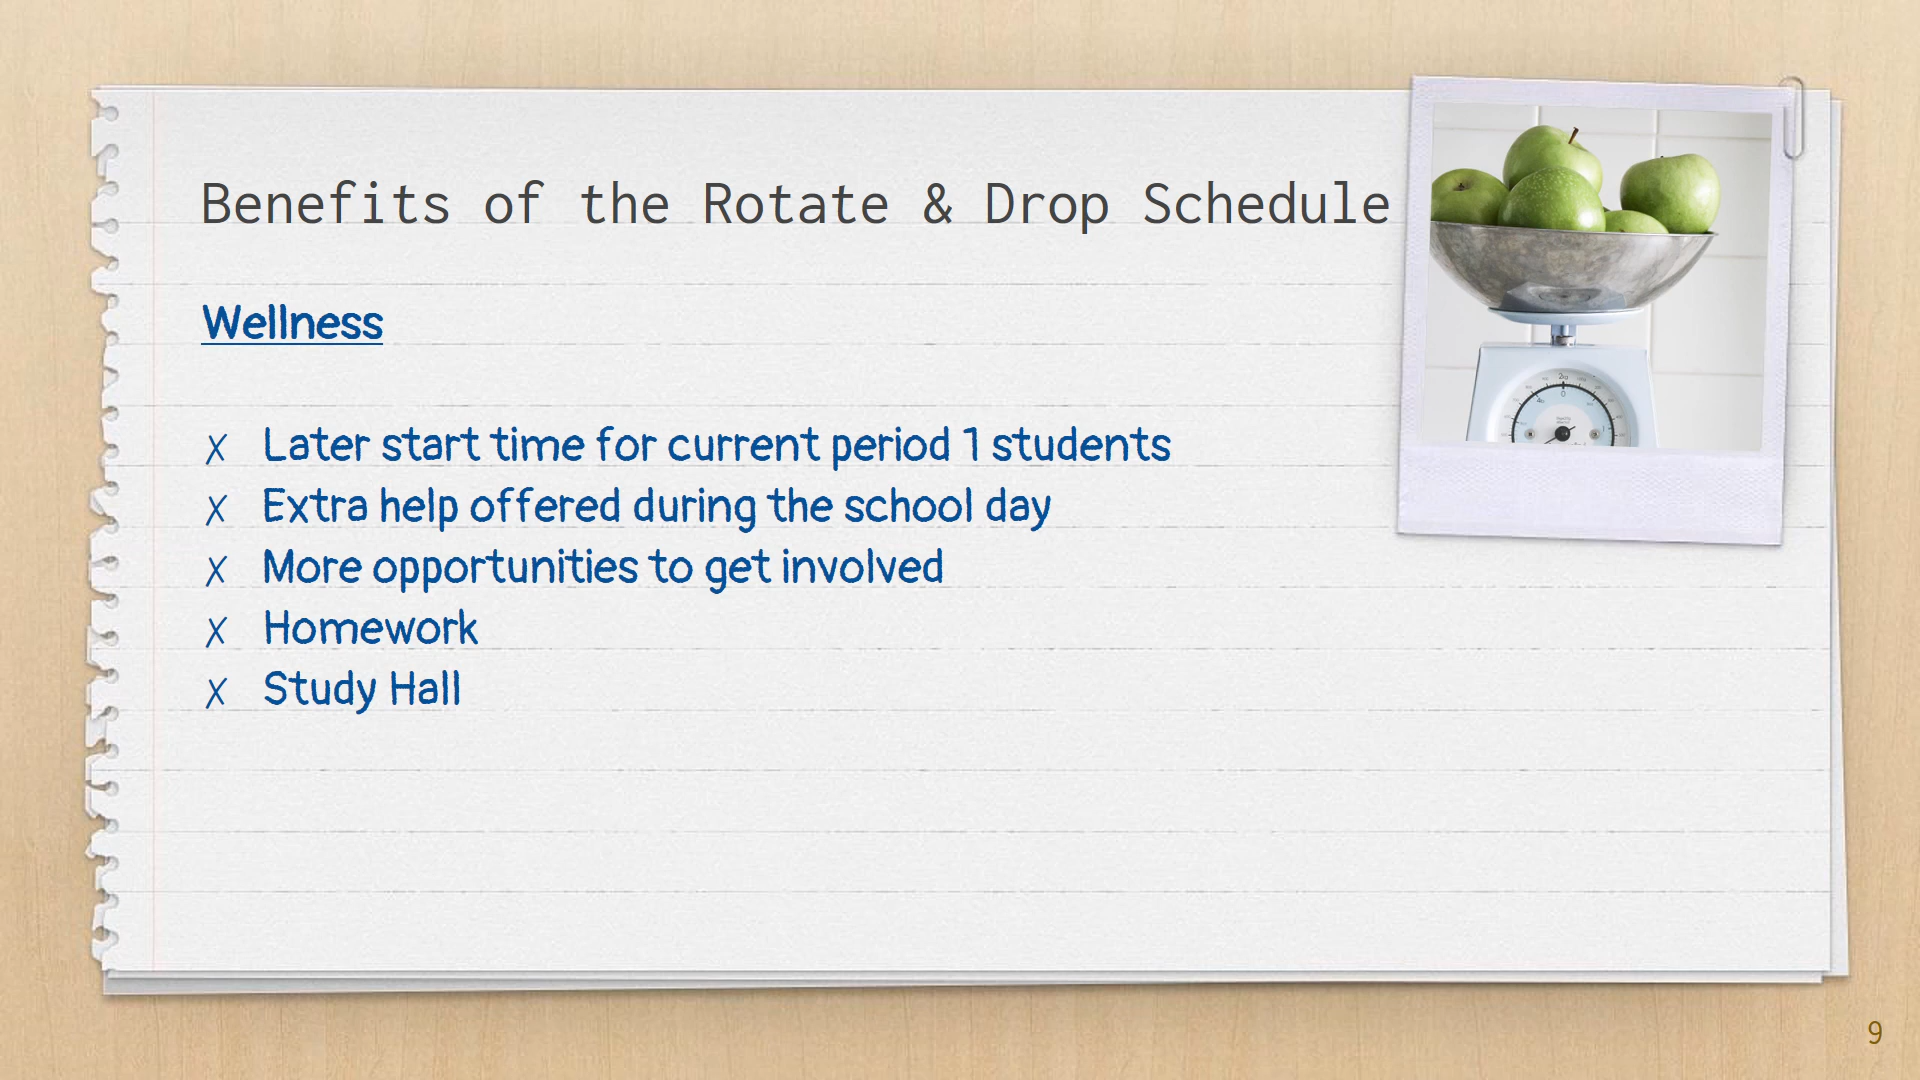 Benefits of the Rotate & Drop Schedule
Wellness
✗ Later start time for current period 1 students
✗ Extra help offered during the school day
✗ More opportunities to get involved
✗ Homework
✗ Study Hall
9